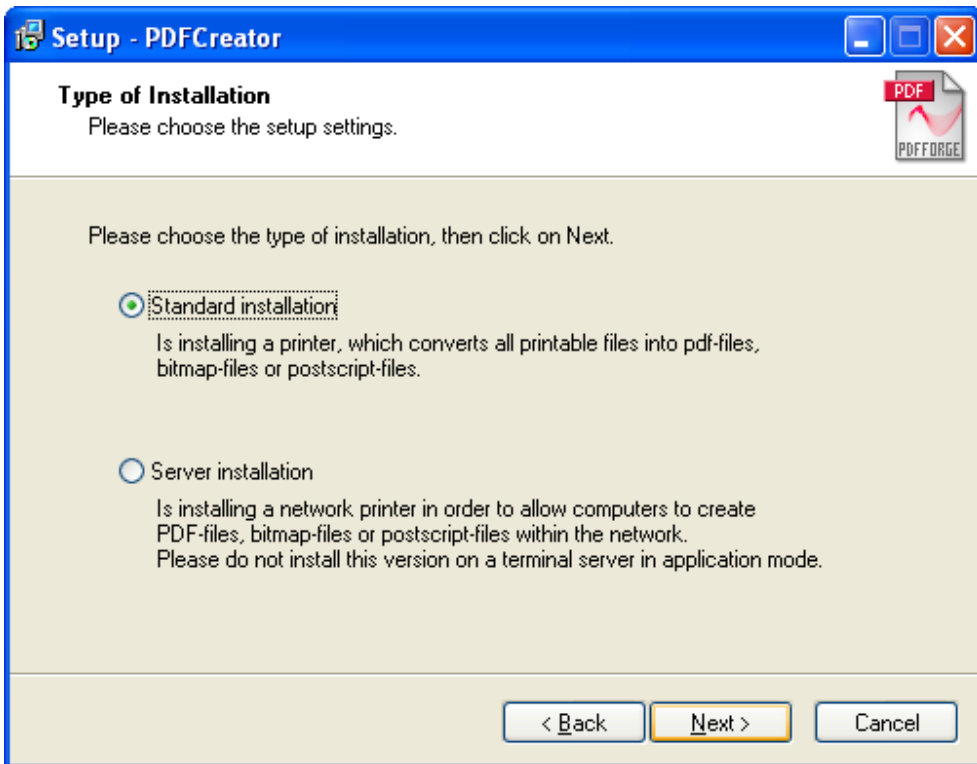 Setup - PDFCreator
Type of Installation
Please choose the setup settings.
PDF
PDFFORGE
Please choose the type of installation, then click on Next.
Standard installation
Is installing a printer, which converts all printable files into pdf-files,
bitmap-files or postscript-files.
Server installation
Is installing a network printer in order to allow computers to create
PDF-files, bitmap-files or postscript-files within the network.
Please do not install this version on a terminal server in application mode.
< Back Next > Cancel